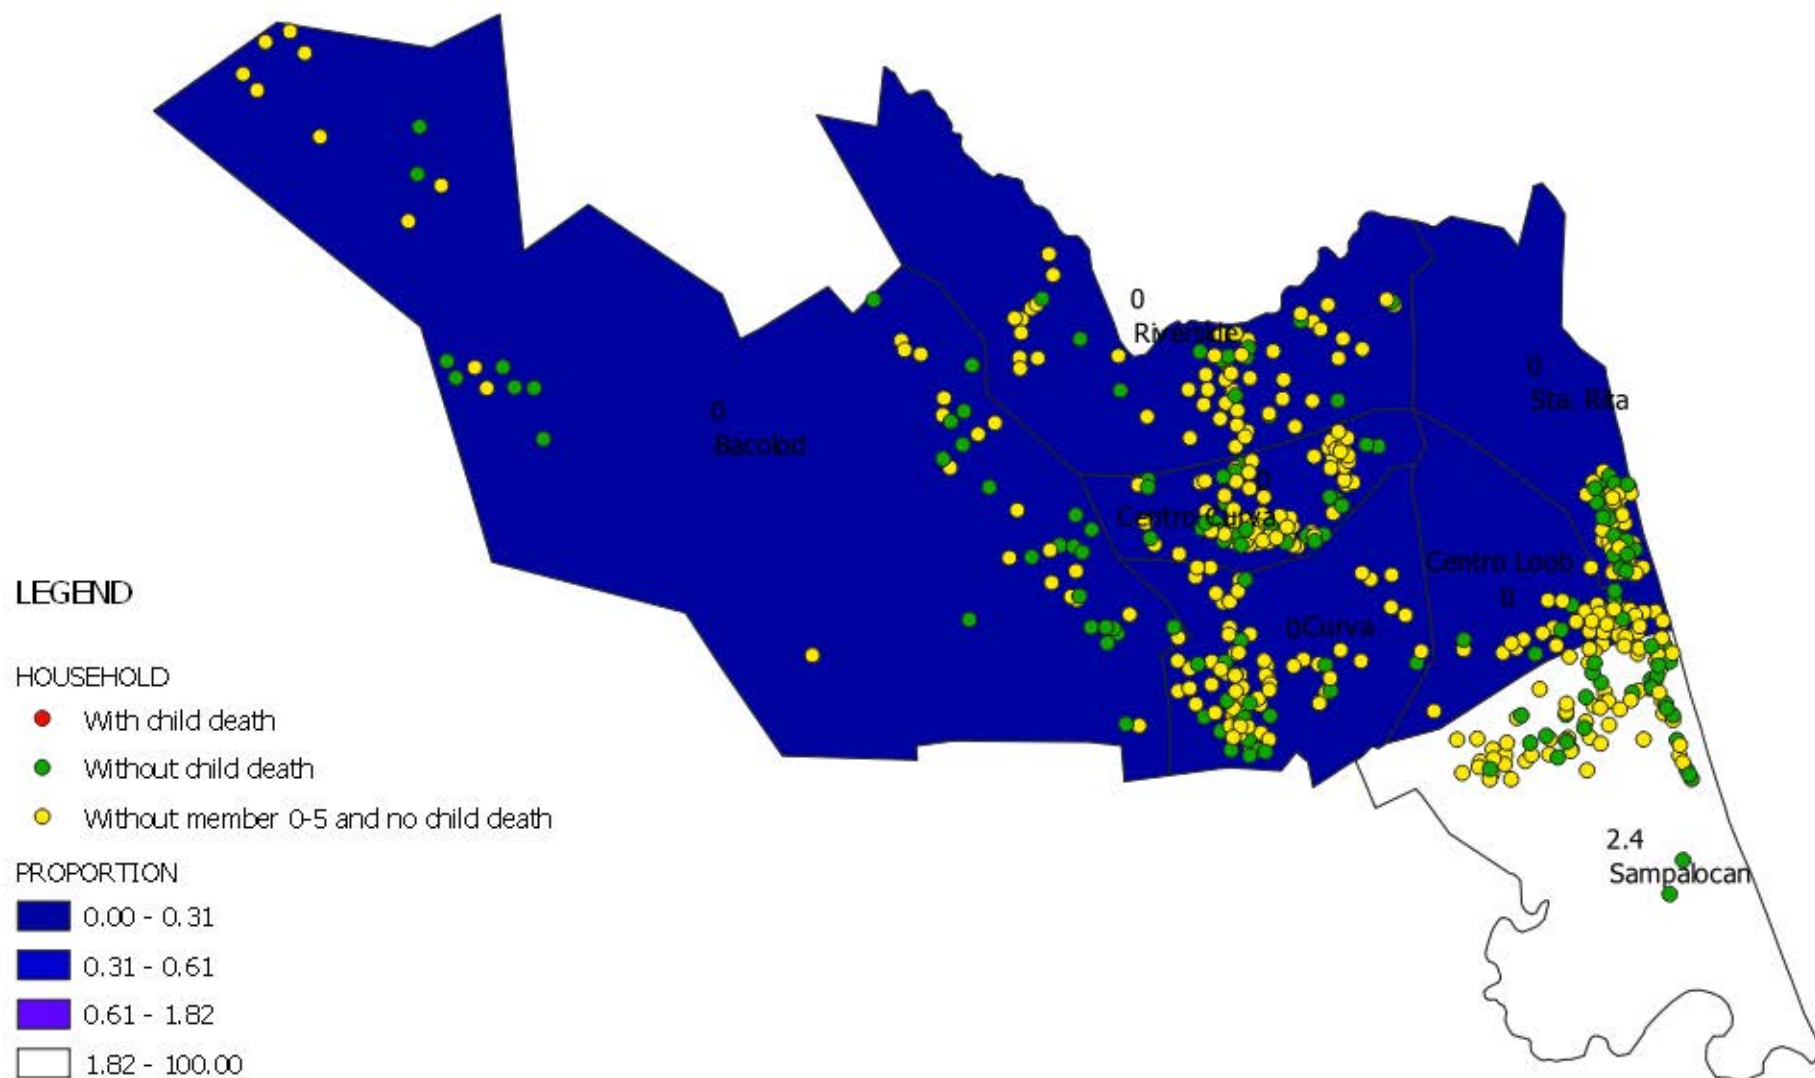 0
Riverside
0
Sta. Rita
0
Bacolod
0
Centro Curva
Centro Loob
0
0Curva
2.4
Sampalocan
LEGEND
HOUSEHOLD
With child death
Without child death
Without member 0-5 and no child death
PROPORTION
0.00 - 0.31
0.31 - 0.61
0.61 - 1.82
1.82 - 100.00